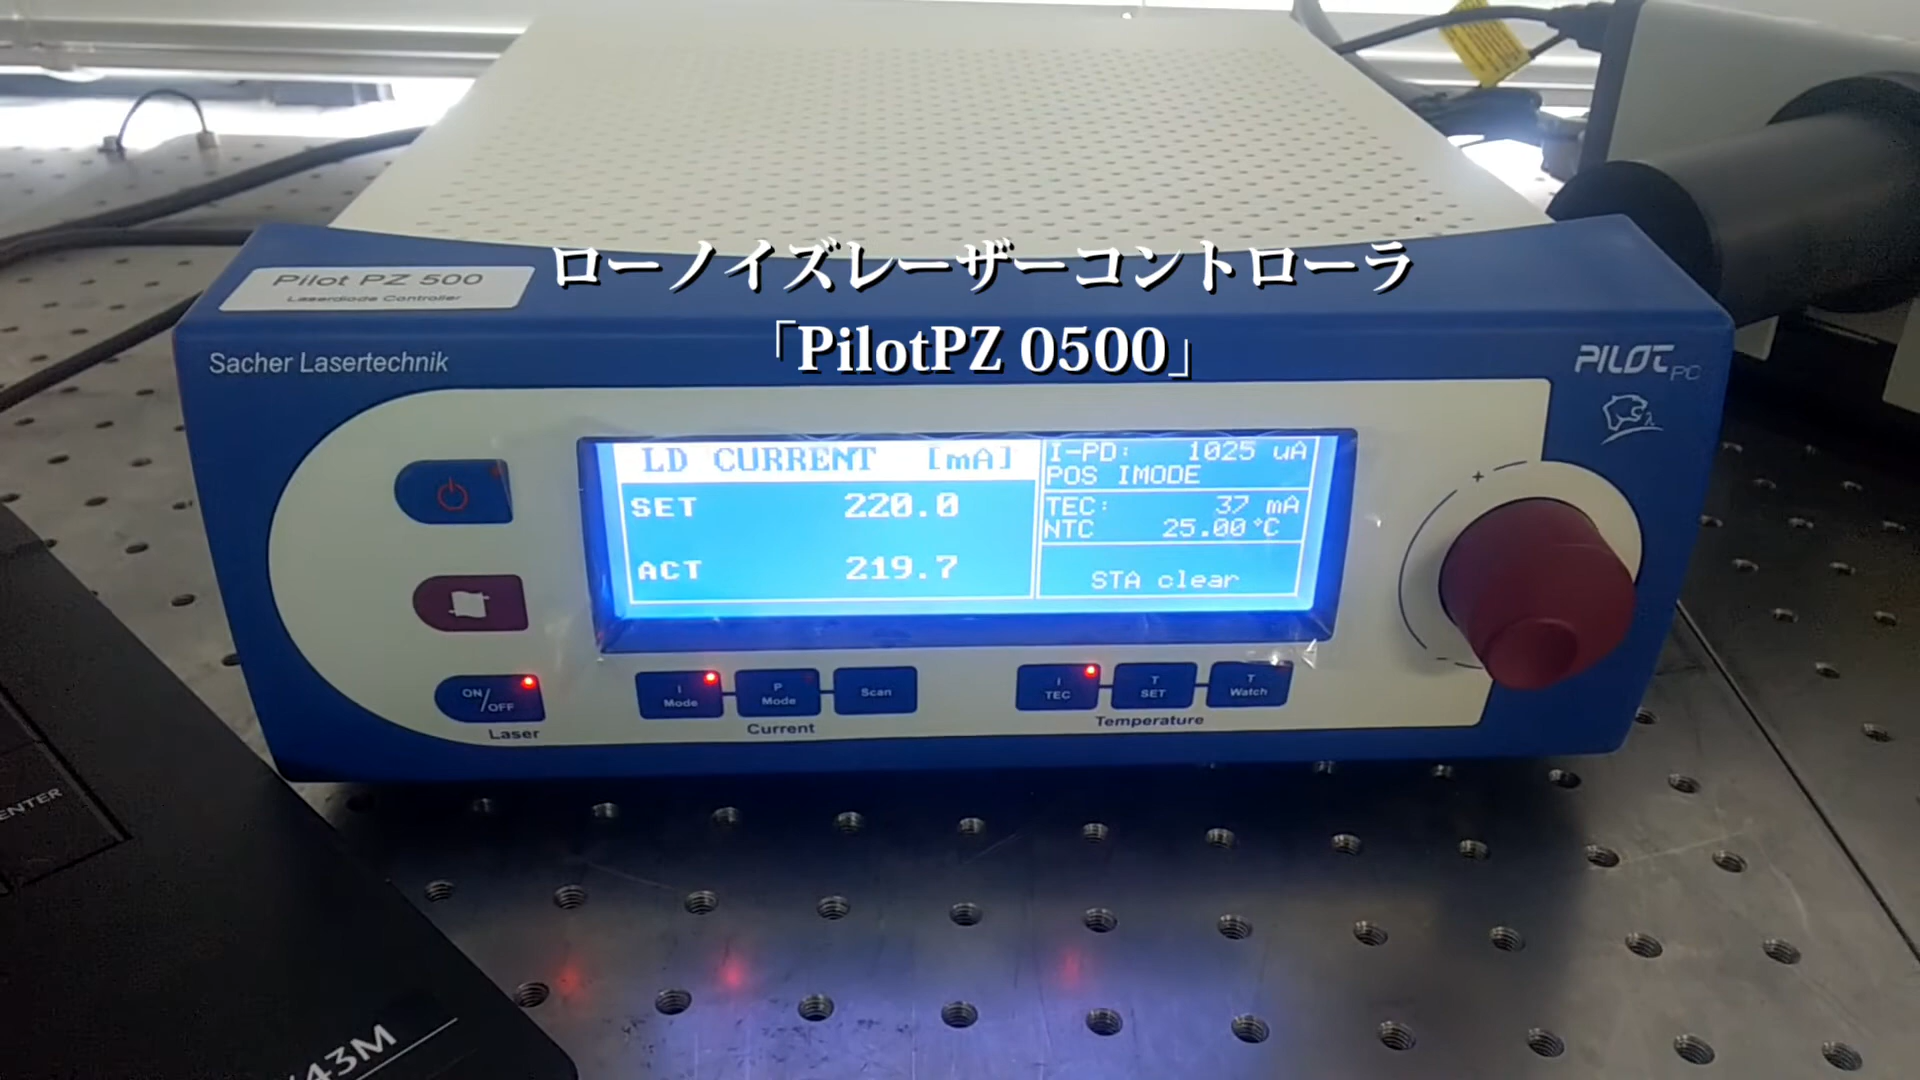 ローノイズレーザーコントローラ
「PilotPZ 0500」
Pilot PZ 500
Laserdiode Controller
Sacher Lasertechnik
PILOT PC
λ
LD CURRENT [mA]
SET 220.0
ACT 219.7
I-PD: 1025 uA
POS IMODE
TEC: 37 mA
NTC 25.00°C
STA clear
+
-
ON/OFF
Laser
I Mode
P Mode
Scan
Current
I TEC
T SET
T Watch
Temperature
ENTER
43M